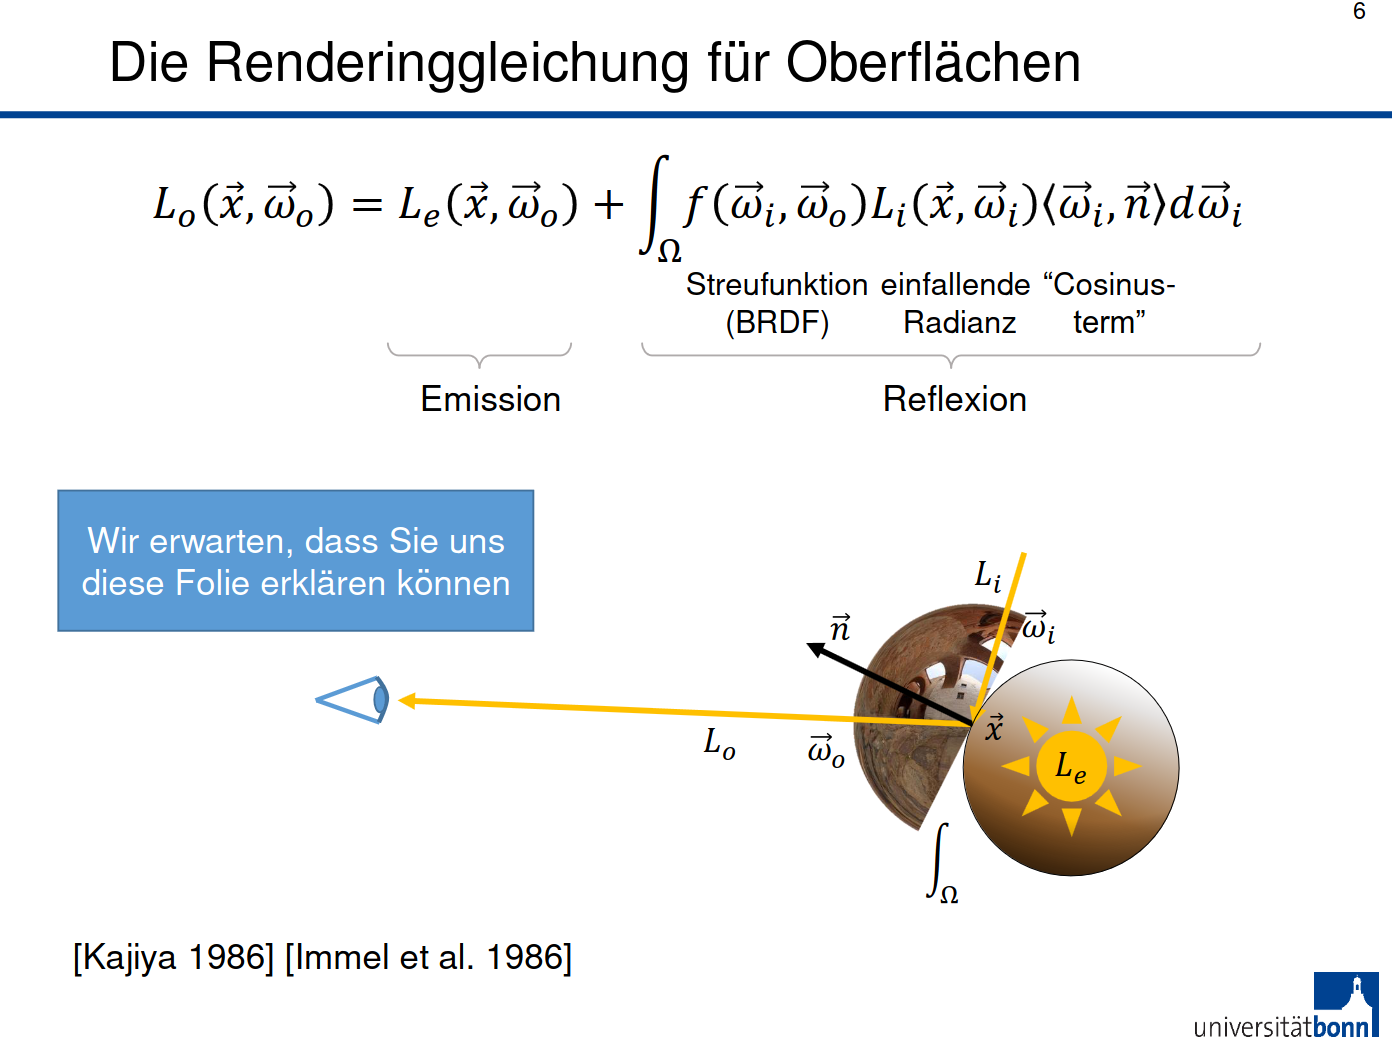 6
Die Renderinggleichung für Oberflächen
$L_o(\vec{x}, \vec{\omega}_o) = L_e(\vec{x}, \vec{\omega}_o) + \int_\Omega f(\vec{\omega}_i, \vec{\omega}_o) L_i(\vec{x}, \vec{\omega}_i) \langle \vec{\omega}_i, \vec{n} \rangle d\vec{\omega}_i$
Streufunktion einfallende “Cosinus-
(BRDF) Radianz term”
Emission Reflexion
Wir erwarten, dass Sie uns
diese Folie erklären können
$L_i$
$\vec{n}$ $\vec{\omega}_i$
$\vec{x}$
$L_o$ $\vec{\omega}_o$
$L_e$
$\int_\Omega$
[Kajiya 1986] [Immel et al. 1986]
universitätbonn